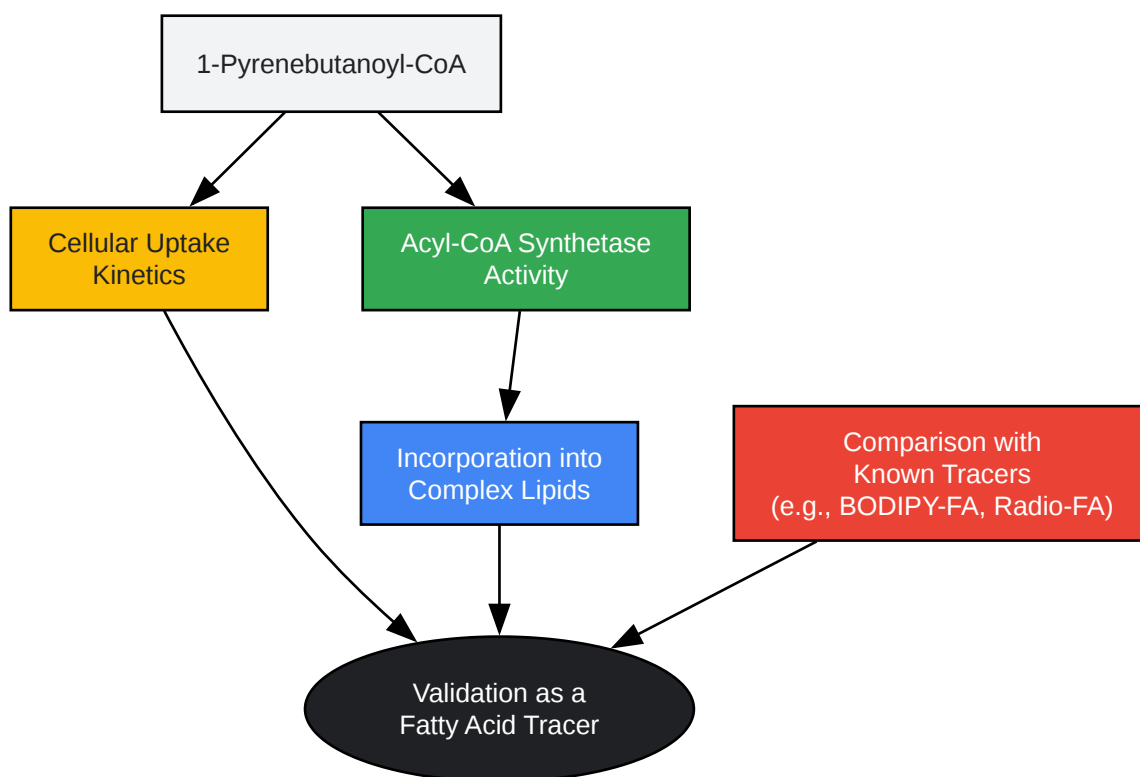 1-Pyrenebutanoyl-CoA
Cellular Uptake
Kinetics
Acyl-CoA Synthetase
Activity
Incorporation into
Complex Lipids
Comparison with
Known Tracers
(e.g., BODIPY-FA, Radio-FA)
Validation as a
Fatty Acid Tracer